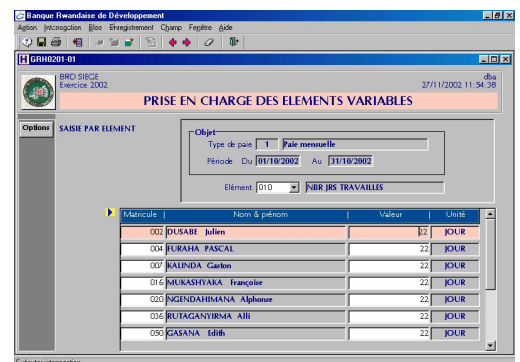 Banque Rwandaise de Développement
Action Interrogation Bloc Enregistrement Champ Fenêtre Aide
GRH0201-01
BRD SIEGE
dba
Exercice 2002
27/11/2002 11:54:38
PRISE EN CHARGE DES ELEMENTS VARIABLES
Options
SAISIE PAR ELEMENT
Objet
Type de paie 1 Paie mensuelle
Période Du 01/10/2002 Au 31/10/2002
Elément 010 NBR JRS TRAVAILLES
Matricule | Nom & prénom | Valeur | Unité
002 DUSABE Julien 22 JOUR
004 FURAHA PASCAL 22 JOUR
007 KALINDA Gaston 22 JOUR
016 MUKASHYAKA Françoise 22 JOUR
020 NGENDAHIMANA Alphonse 22 JOUR
036 RUTAGANYIRMA Alli 22 JOUR
050 GASANA Edith 22 JOUR